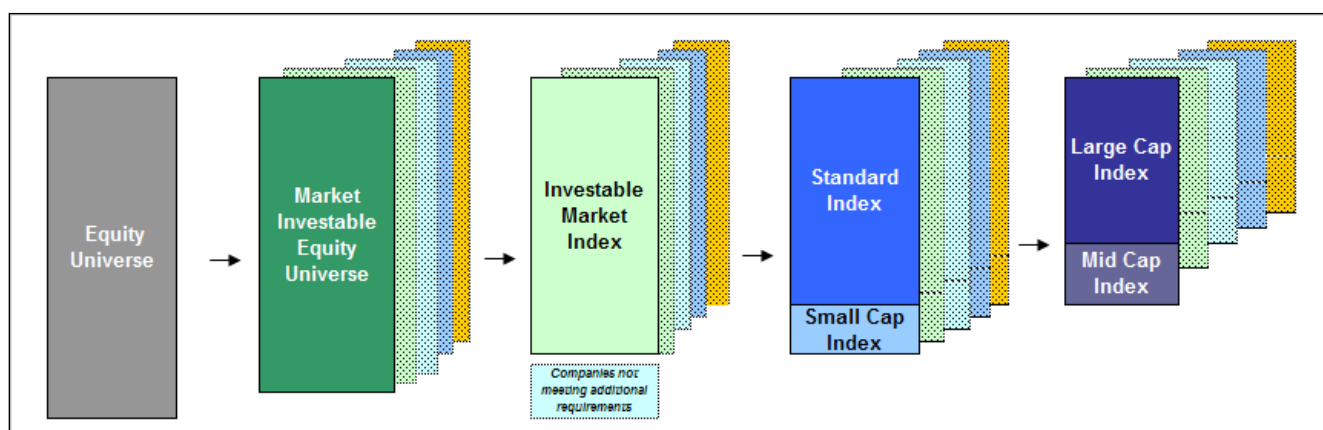 Equity
Universe
Market
Investable
Equity
Universe
Investable
Market
Index
Companies not
meeting additional
requirements
Standard
Index
Small Cap
Index
Large Cap
Index
Mid Cap
Index